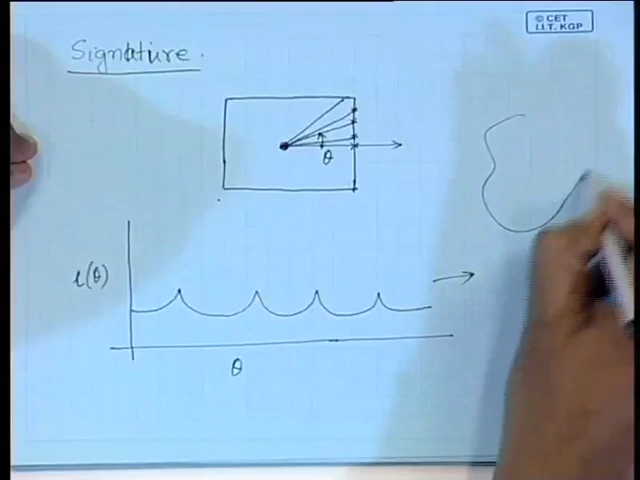 © CET
I.I.T. KGP
Signature.
θ
r(θ)
θ